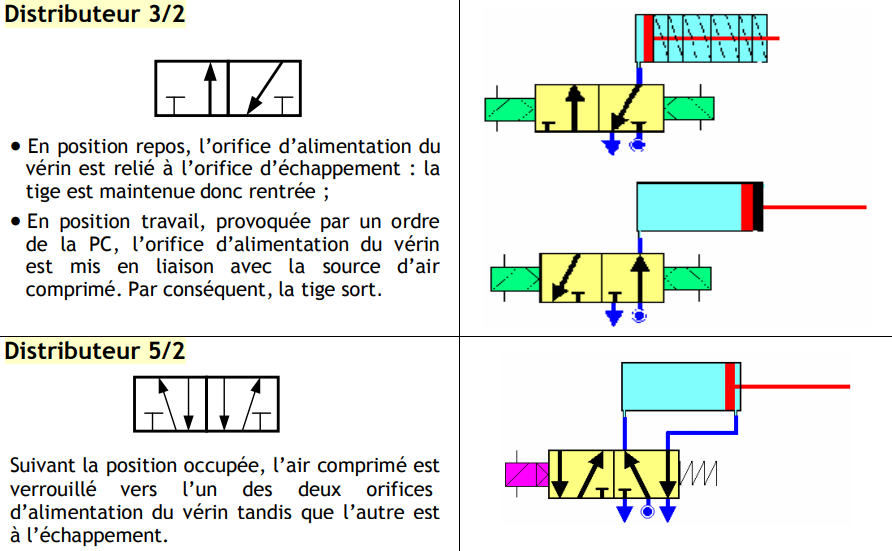 Distributeur 3/2
• En position repos, l’orifice d’alimentation du
vérin est relié à l’orifice d’échappement : la
tige est maintenue donc rentrée ;
• En position travail, provoquée par un ordre
de la PC, l’orifice d’alimentation du vérin
est mis en liaison avec la source d’air
comprimé. Par conséquent, la tige sort.
Distributeur 5/2
Suivant la position occupée, l’air comprimé est
verrouillé vers l’un des deux orifices
d’alimentation du vérin tandis que l’autre est
à l’échappement.